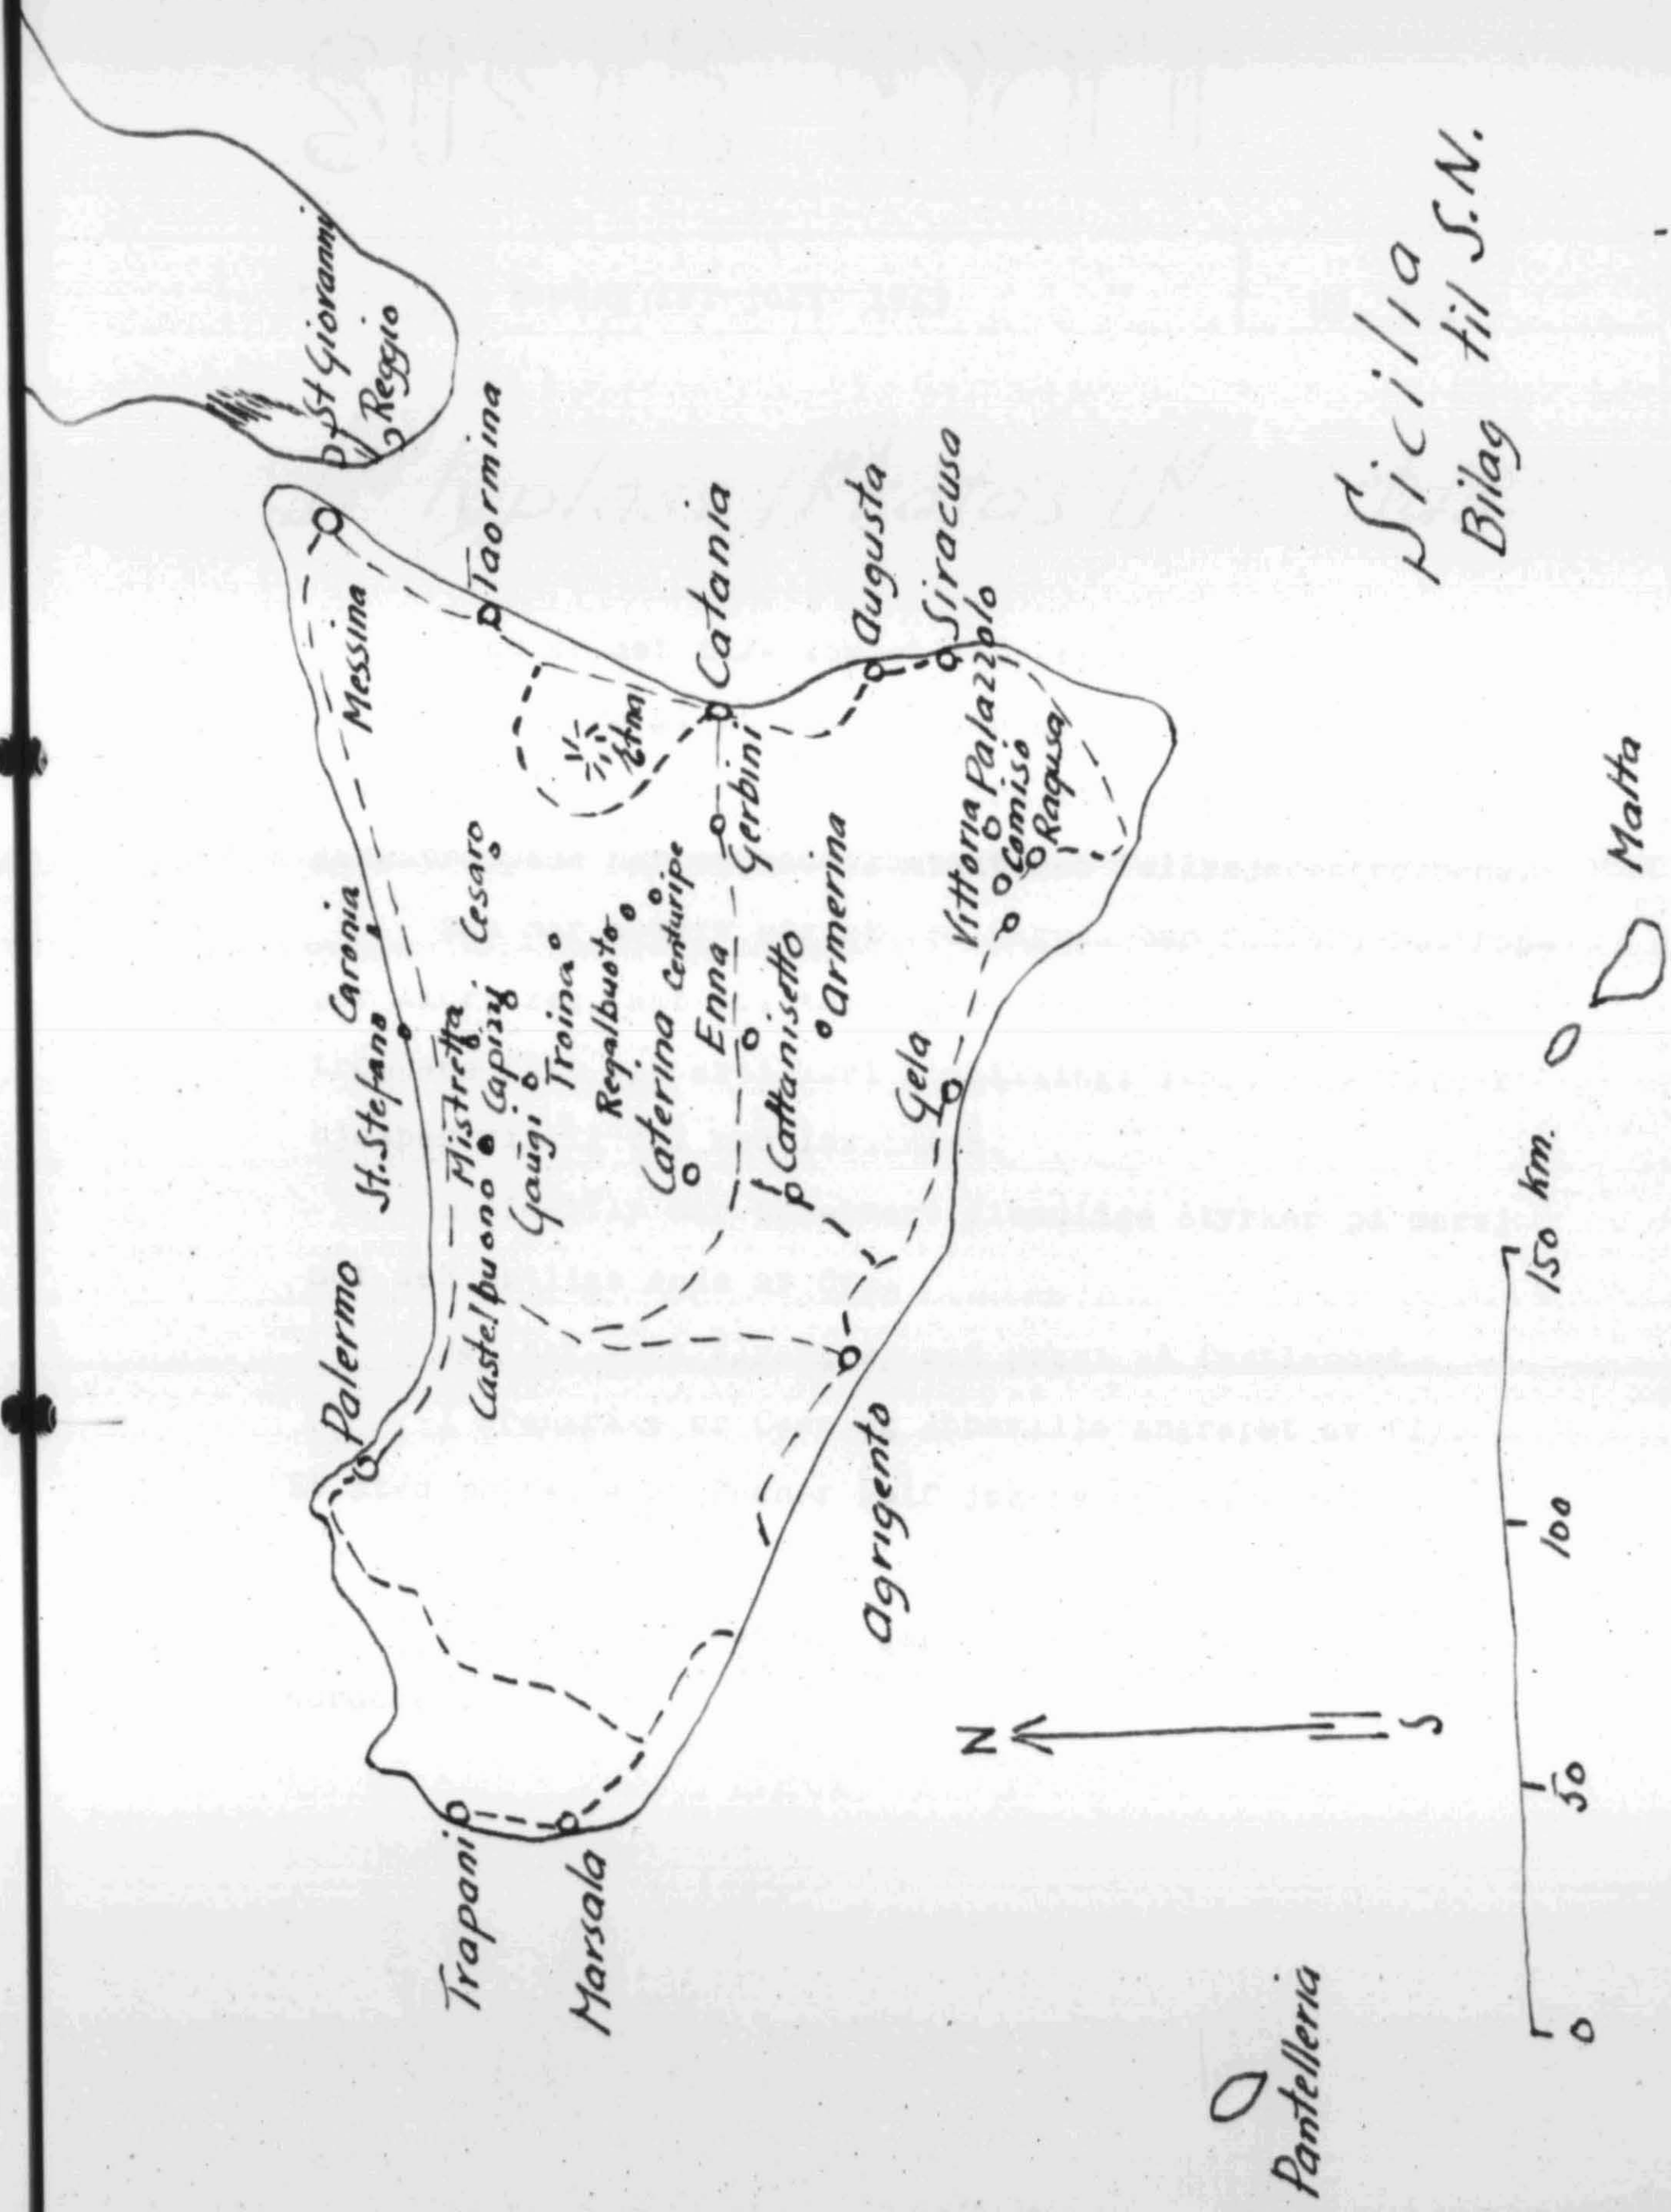 St Giovanni
Reggio
Messina
Taormina
Etna
Catania
Gerbini
Augusta
Siracusa
Palazzolo
Vittoria
Comiso
Ragusa
Caronia
St. Stefano
Mistretta
Cesaro
Capizzi
Castelbuono
Gangi
Troina
Regalbuoto
Centuripe
Caterina
Enna
Cattanisetto
Armerina
Gela
Palermo
Agrigento
Trapani
Marsala
Pantelleria
Malta
N
S
0 50 100 150 km.
Sicilia
Bilag til S.N.